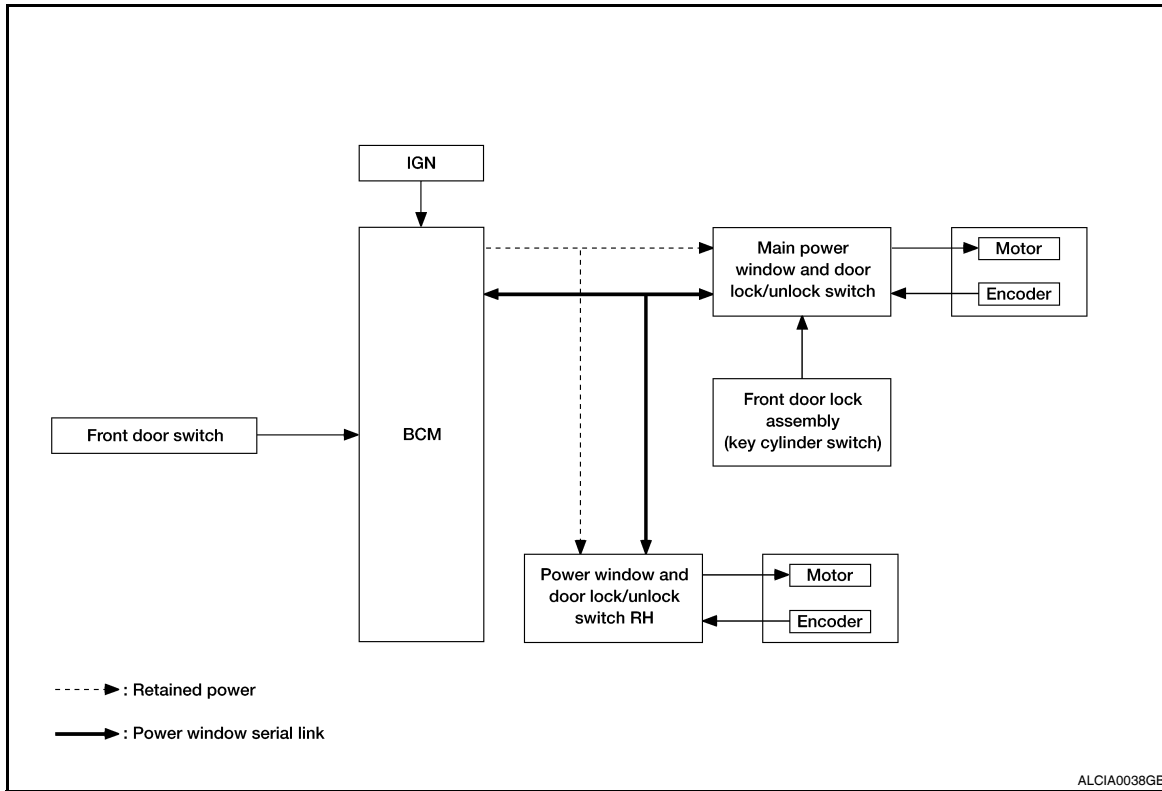 IGN
Main power
window and door
lock/unlock switch
Motor
Encoder
Front door lock
assembly
(key cylinder switch)
Front door switch
BCM
Power window and
door lock/unlock
switch RH
Motor
Encoder
: Retained power
: Power window serial link
ALCIA0038GB